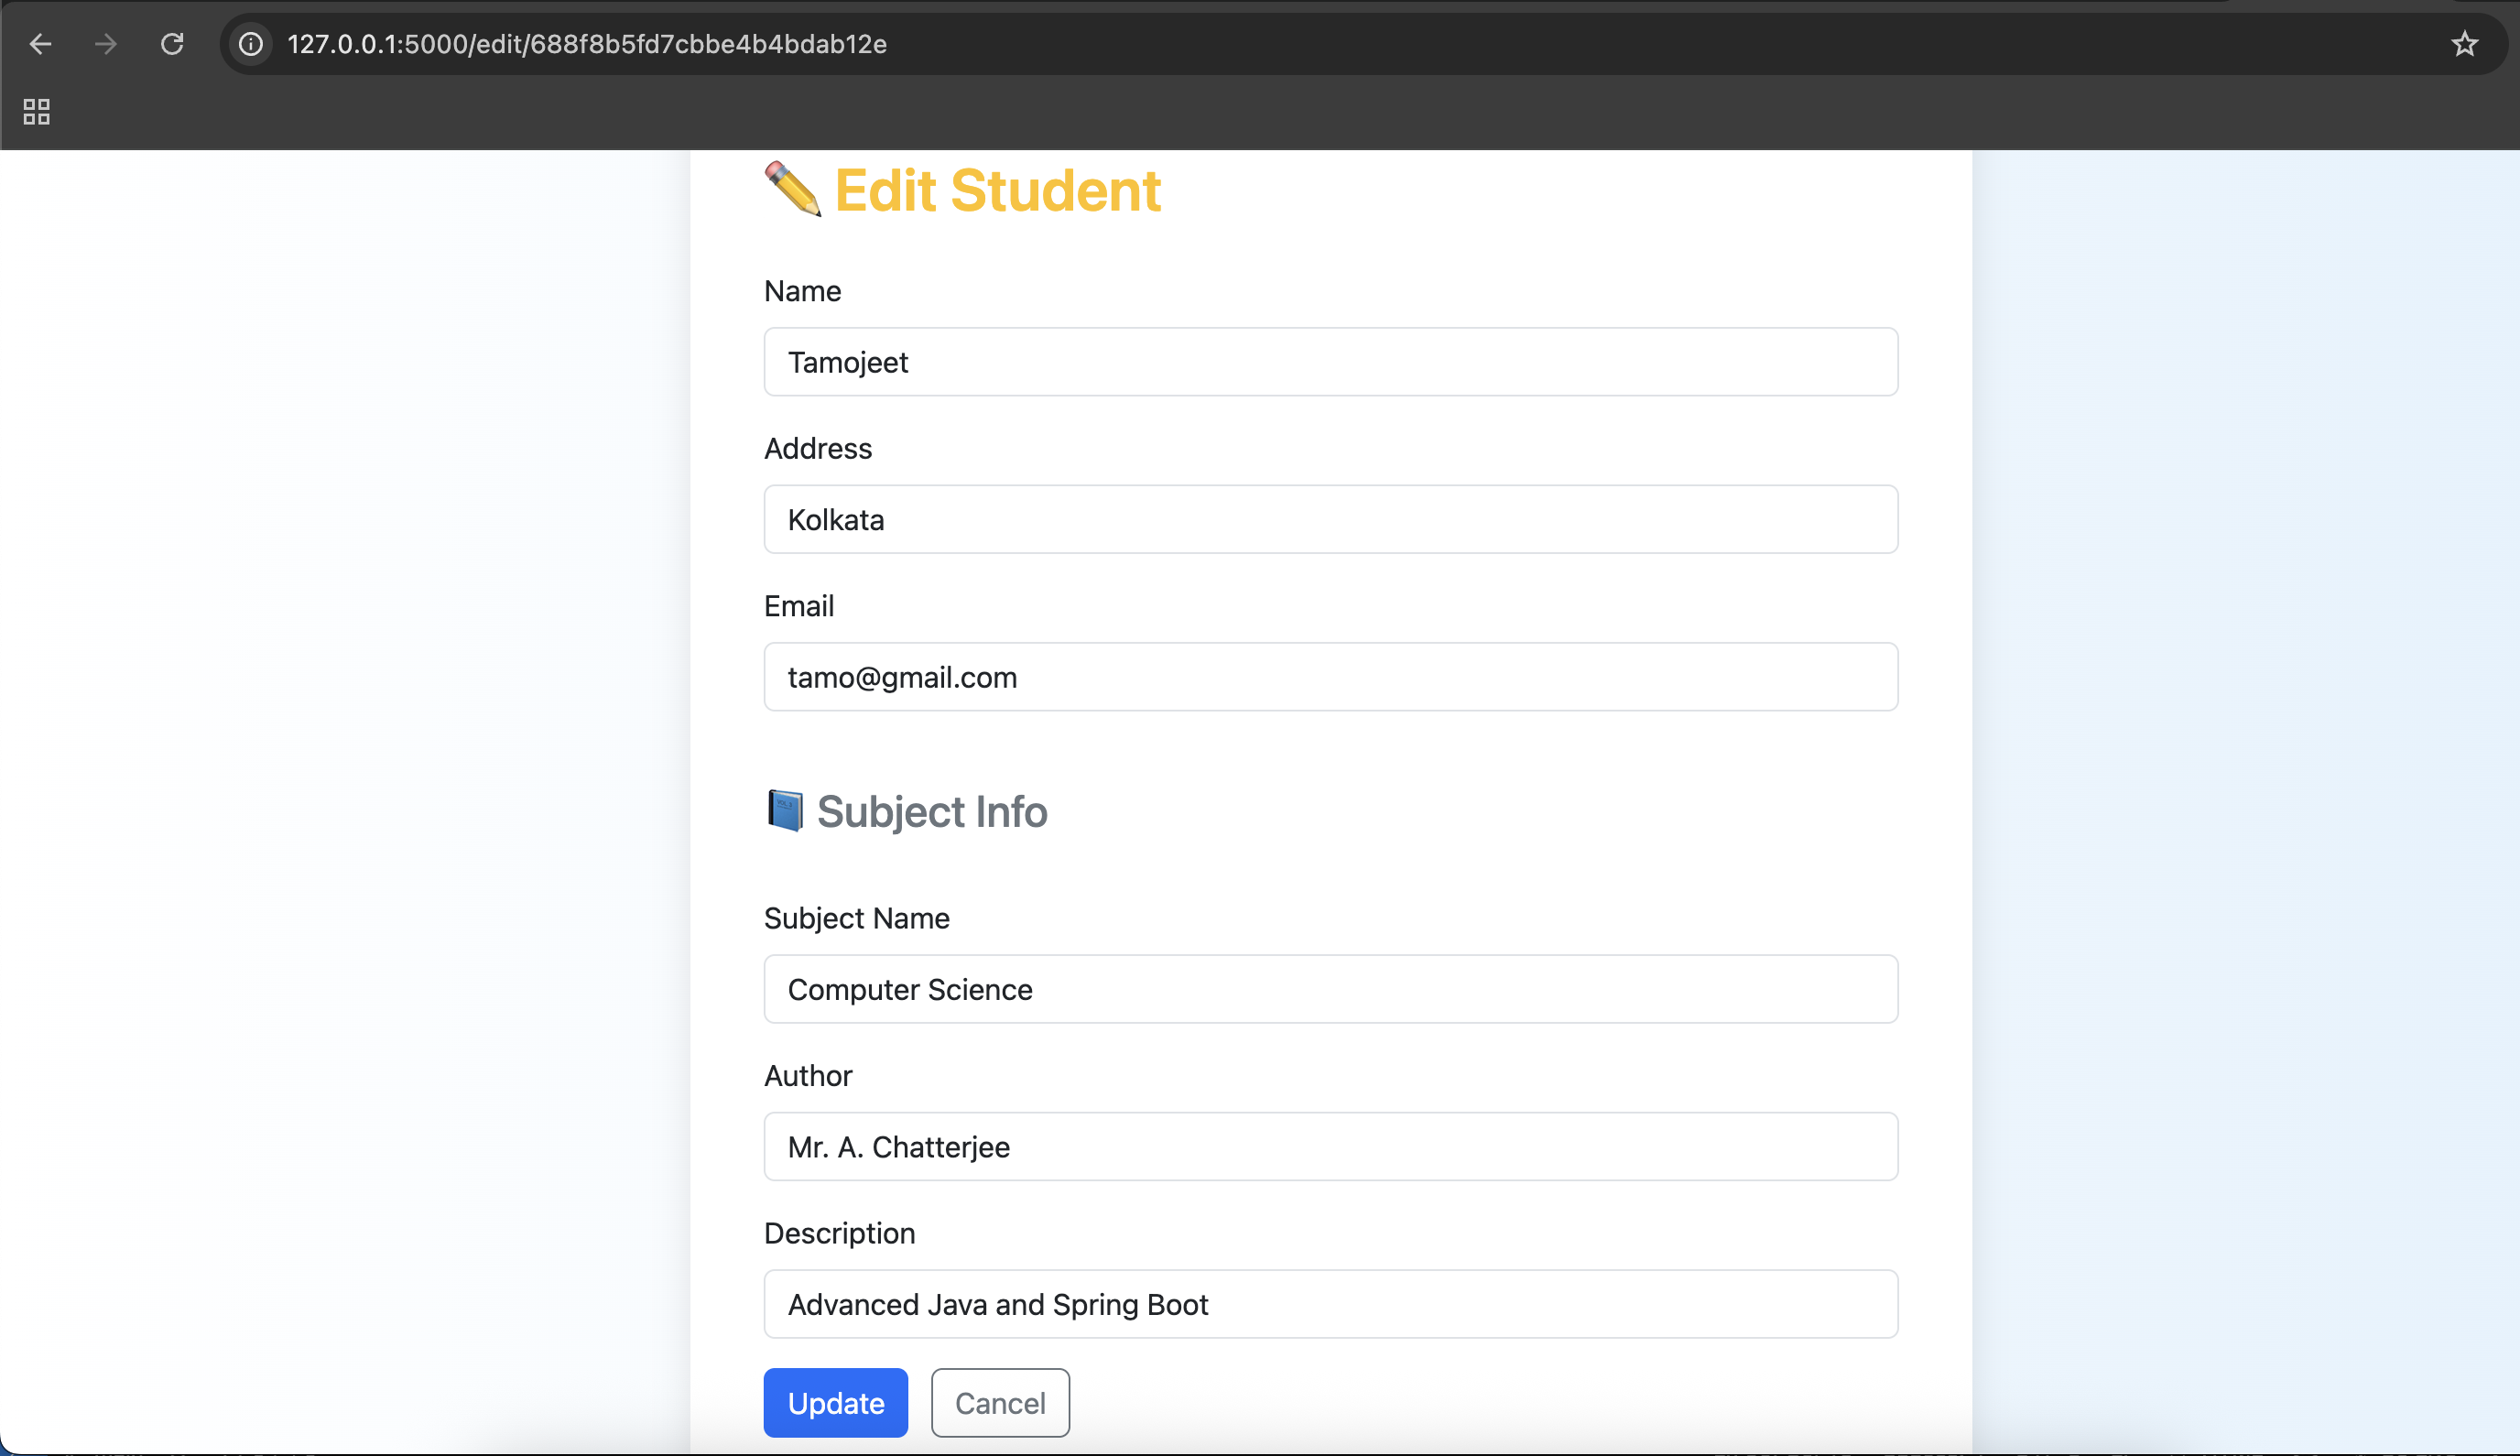 127.0.0.1:5000/edit/688f8b5fd7cbbe4b4bdab12e
✏️ Edit Student
Name
Tamojeet
Address
Kolkata
Email
tamo@gmail.com
📘 Subject Info
Subject Name
Computer Science
Author
Mr. A. Chatterjee
Description
Advanced Java and Spring Boot
Update
Cancel